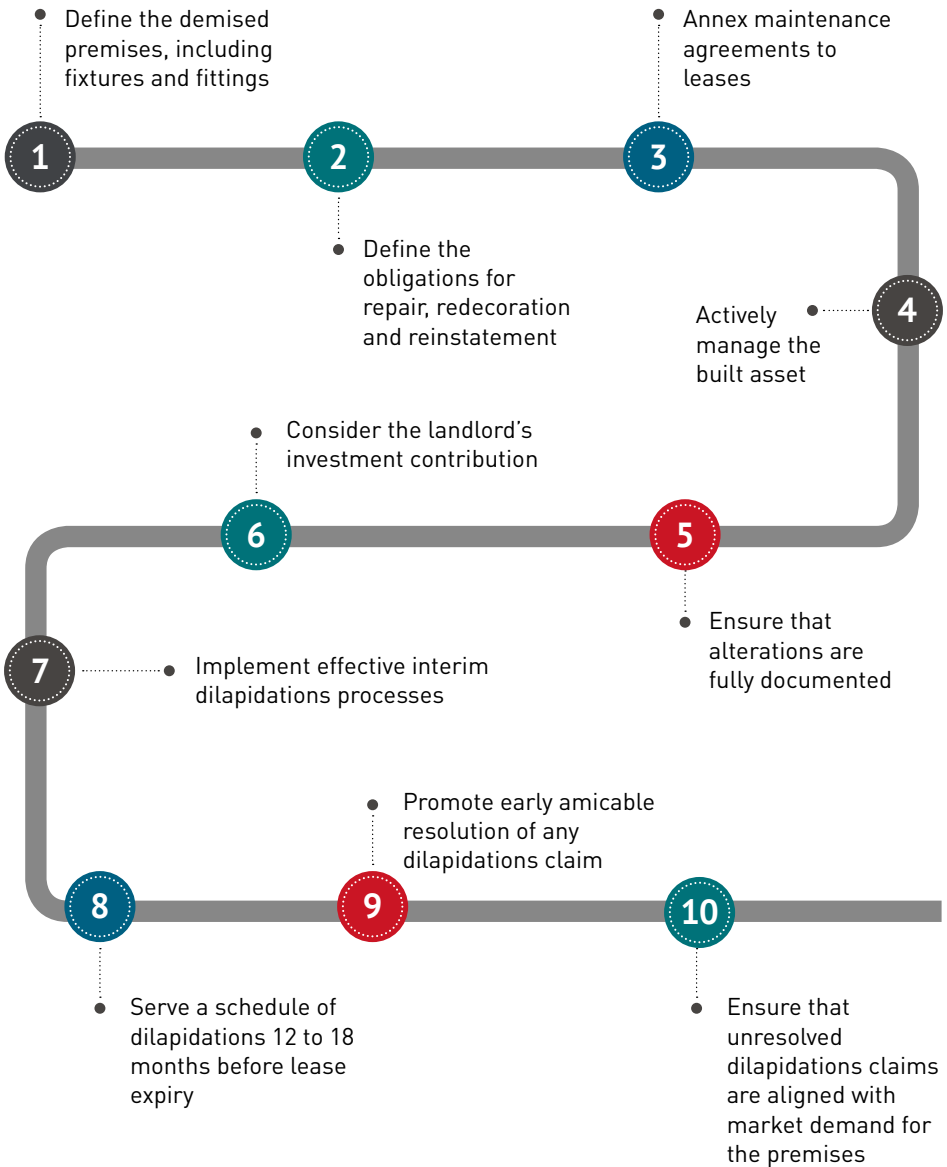 1
Define the demised
premises, including
fixtures and fittings
2
Define the
obligations for
repair, redecoration
and reinstatement
3
Annex maintenance
agreements to
leases
4
Actively
manage the
built asset
5
Ensure that
alterations are
fully documented
6
Consider the landlord’s
investment contribution
7
Implement effective interim
dilapidations processes
8
Serve a schedule of
dilapidations 12 to 18
months before lease
expiry
9
Promote early amicable
resolution of any
dilapidations claim
10
Ensure that
unresolved
dilapidations claims
are aligned with
market demand for
the premises